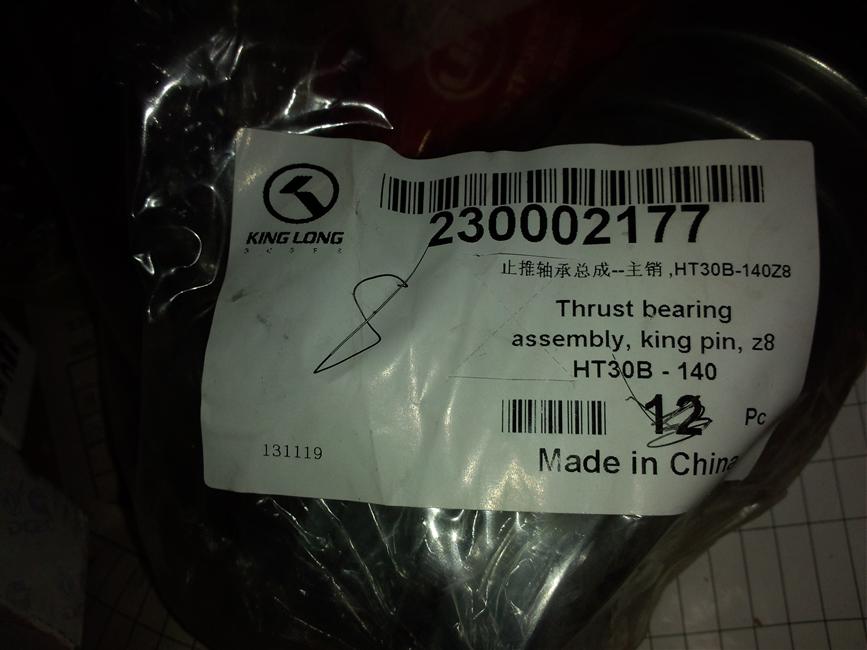 KING LONG
230002177
止推轴承总成--主销 ,HT30B-140Z8
Thrust bearing
assembly, king pin, z8
HT30B - 140
12 Pc
131119
Made in China